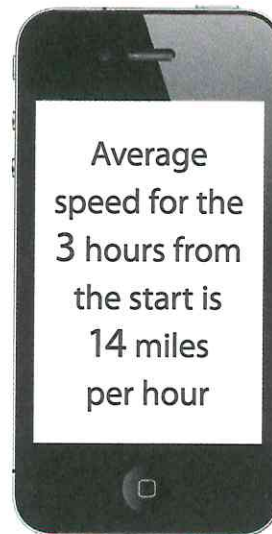 Average
speed for the
3 hours from
the start is
14 miles
per hour